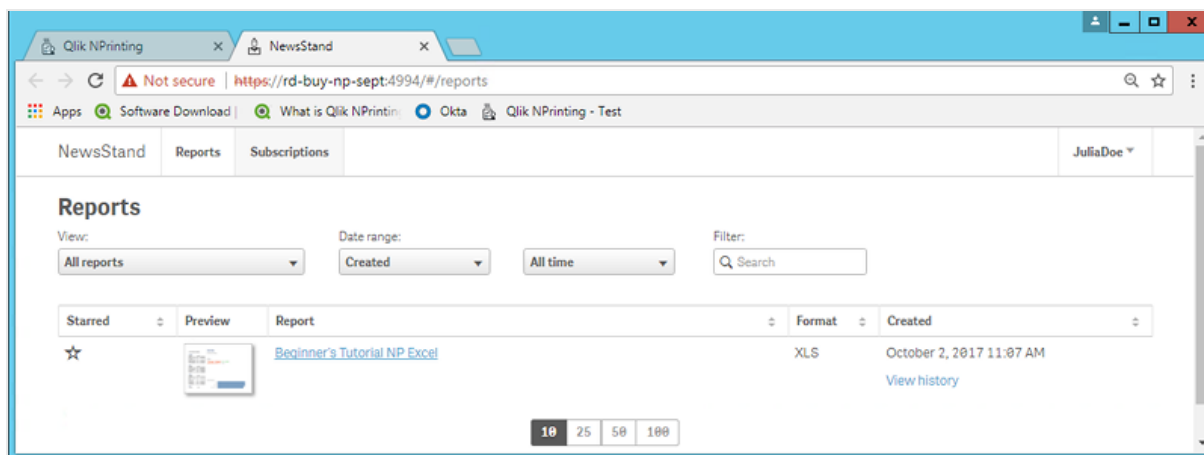 Qlik NPrinting
NewsStand
Not secure https://rd-buy-np-sept:4994/#/reports
Apps Software Download | What is Qlik NPrintin Okta Qlik NPrinting - Test
NewsStand Reports Subscriptions JuliaDoe
Reports
View: Date range: Filter:
All reports Created All time Search
Starred Preview Report Format Created
Beginner's Tutorial NP Excel XLS October 2, 2017 11:07 AM
View history
10 25 50 100